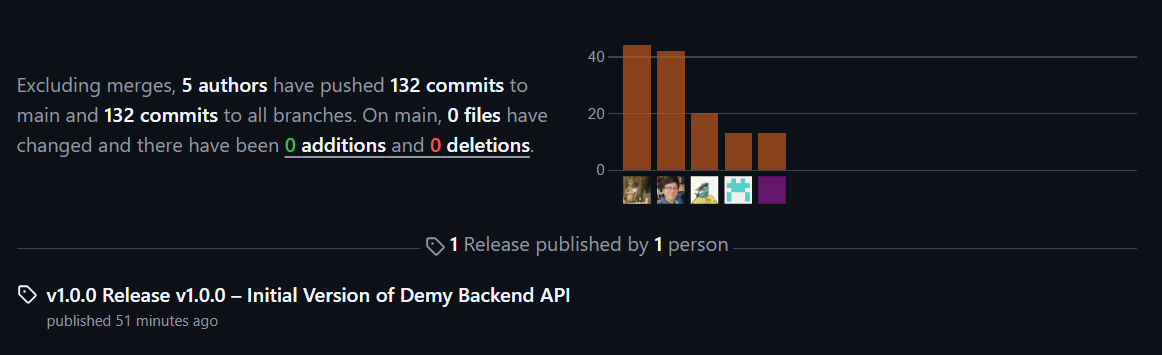 Excluding merges, 5 authors have pushed 132 commits to
main and 132 commits to all branches. On main, 0 files have
changed and there have been 0 additions and 0 deletions.
40
20
0
1 Release published by 1 person
v1.0.0 Release v1.0.0 – Initial Version of Demy Backend API
published 51 minutes ago